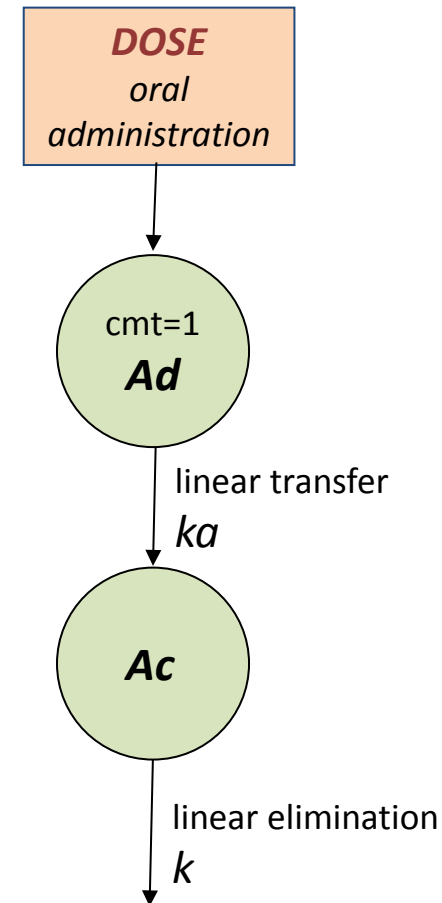 DOSE
oral
administration
cmt=1
Ad
linear transfer
ka
Ac
linear elimination
k